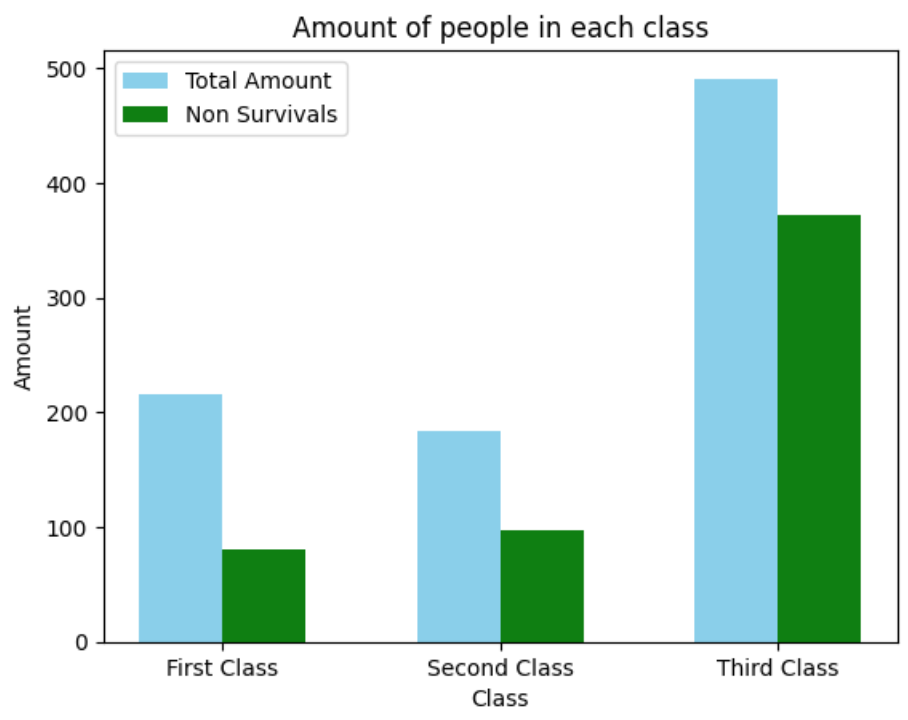 Amount of people in each class
Total Amount
Non Survivals
500
400
300
200
100
0
Amount
First Class
Second Class
Third Class
Class